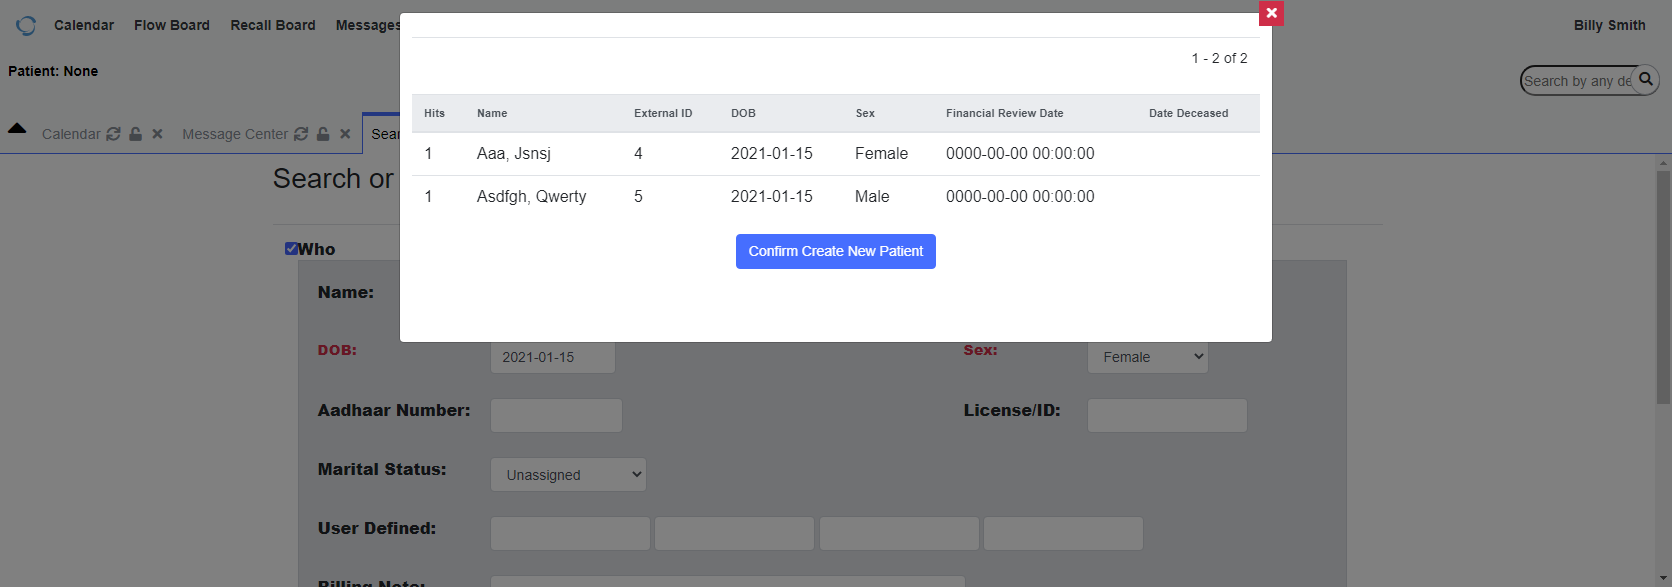 Calendar Flow Board Recall Board Messages Billy Smith
1 - 2 of 2
Patient: None
Search by any de
Hits Name External ID DOB Sex Financial Review Date Date Deceased
Calendar Message Center Sear
1 Aaa, Jsnsj 4 2021-01-15 Female 0000-00-00 00:00:00
Search or
1 Asdfgh, Qwerty 5 2021-01-15 Male 0000-00-00 00:00:00
Who
Confirm Create New Patient
Name:
DOB: 2021-01-15 Sex: Female
Aadhaar Number: License/ID:
Marital Status: Unassigned
User Defined:
Billing Note: